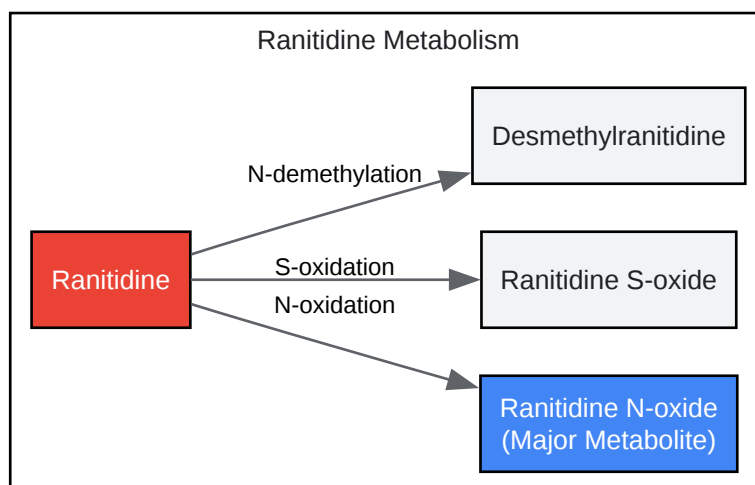 Ranitidine Metabolism
Desmethylranitidine
N-demethylation
Ranitidine
S-oxidation
Ranitidine S-oxide
N-oxidation
Ranitidine N-oxide
(Major Metabolite)